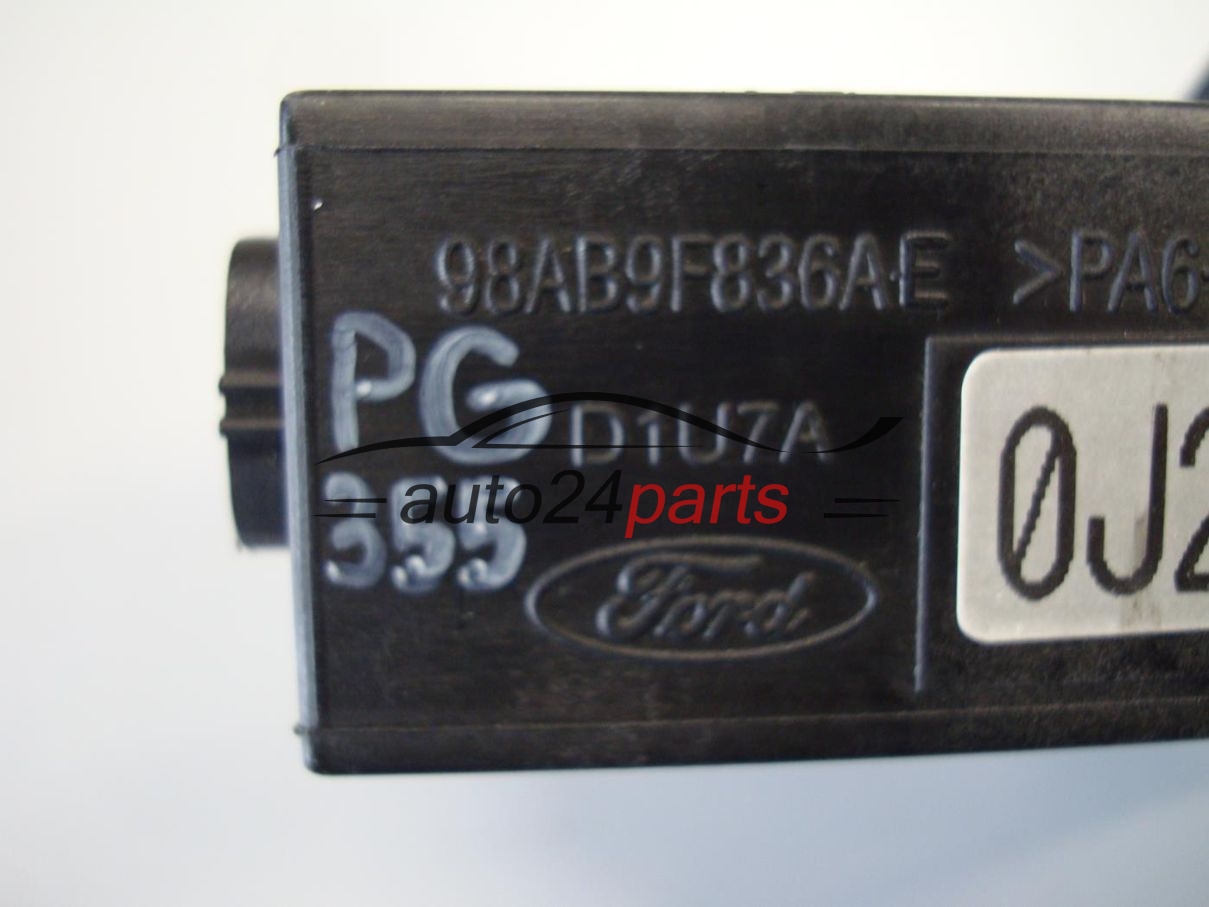 98AB9F836AE >PA6-
PG
D1U7A
355
auto24parts
Ford
0J2